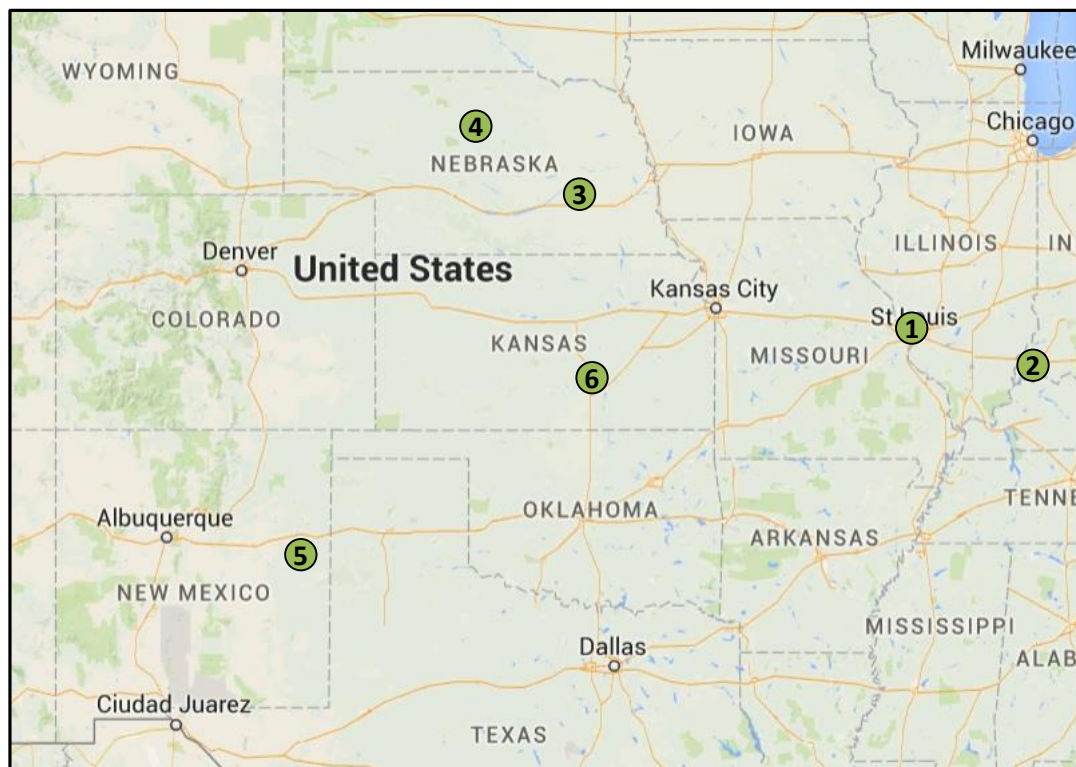 Milwaukee
WYOMING
Chicago
4
IOWA
NEBRASKA
3
ILLINOIS
IN
Denver
United States
Kansas City
COLORADO
St Louis
1
KANSAS
MISSOURI
2
6
OKLAHOMA
TENNE
Albuquerque
ARKANSAS
5
NEW MEXICO
MISSISSIPPI
Dallas
ALAB
Ciudad Juarez
TEXAS